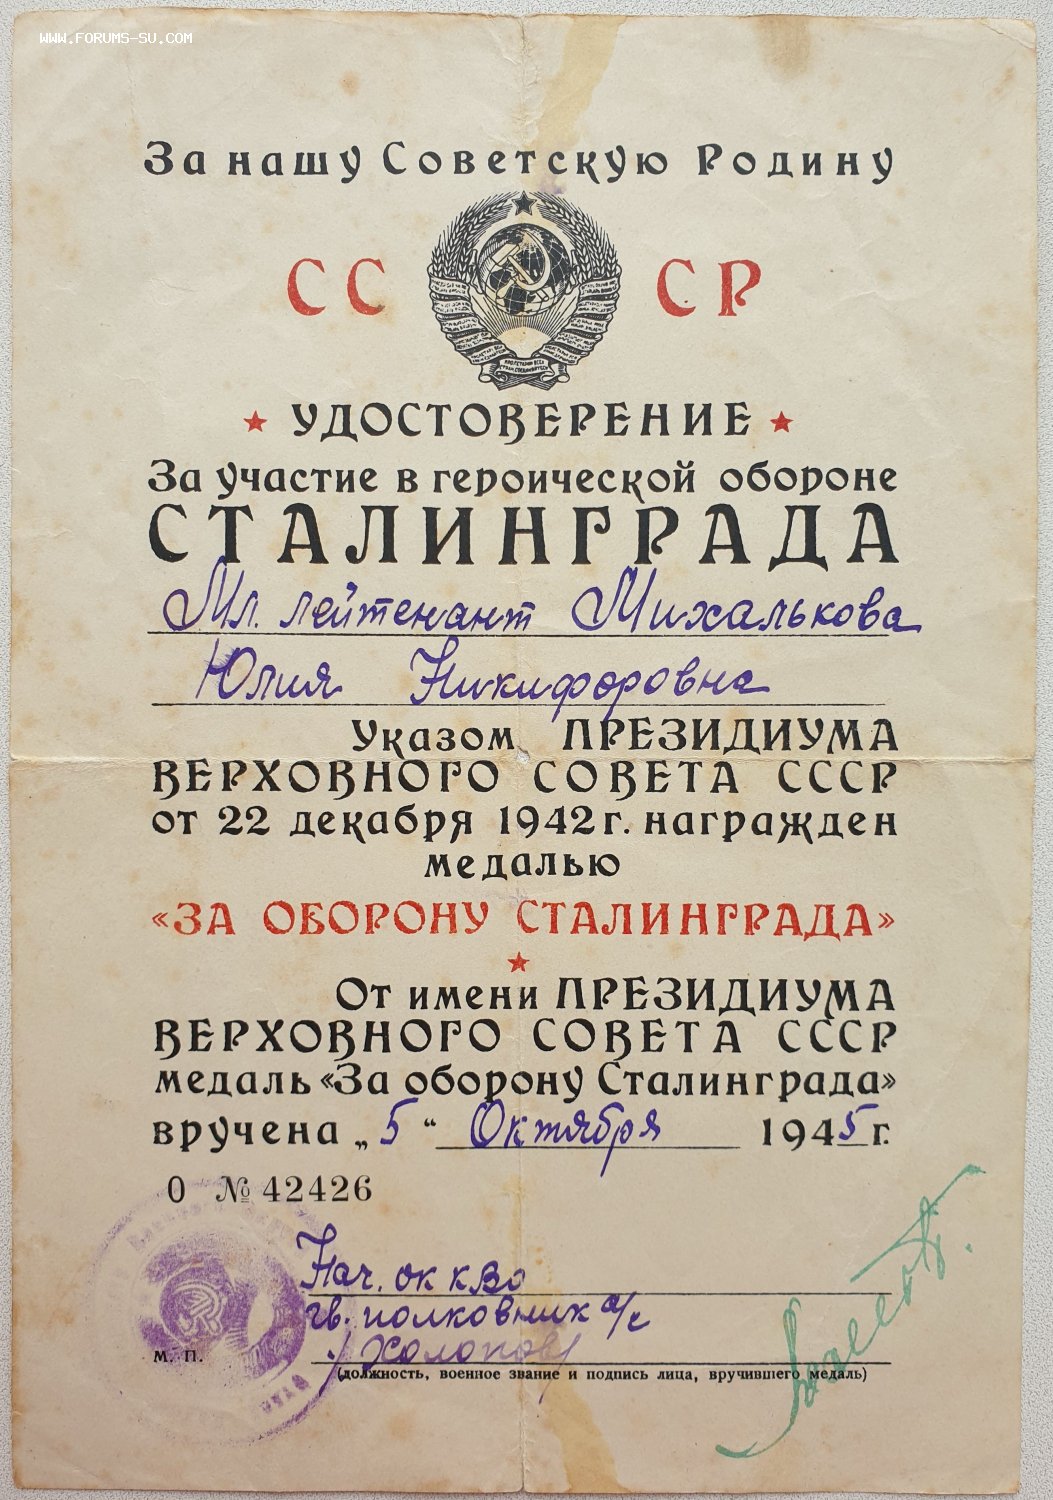 WWW.FORUMS-SU.COM
За нашу Советскую Родину
СС СР
УДОСТОВЕРЕНИЕ
За участие в героической обороне
СТАЛИНГРАДА
Мл. лейтенант Михалькова
Юлия Никифоровна
Указом ПРЕЗИДИУМА
ВЕРХОВНОГО СОВЕТА СССР
от 22 декабря 1942 г. награжден
медалью
«ЗА ОБОРОНУ СТАЛИНГРАДА»
От имени ПРЕЗИДИУМА
ВЕРХОВНОГО СОВЕТА СССР
медаль «За оборону Сталинграда»
вручена „5“ Октября 1945 г.
О № 42426
Нач. ОК КВО
гв. полковник а/с
/Холопов/
М. П.
(должность, военное звание и подпись лица, вручившего медаль)